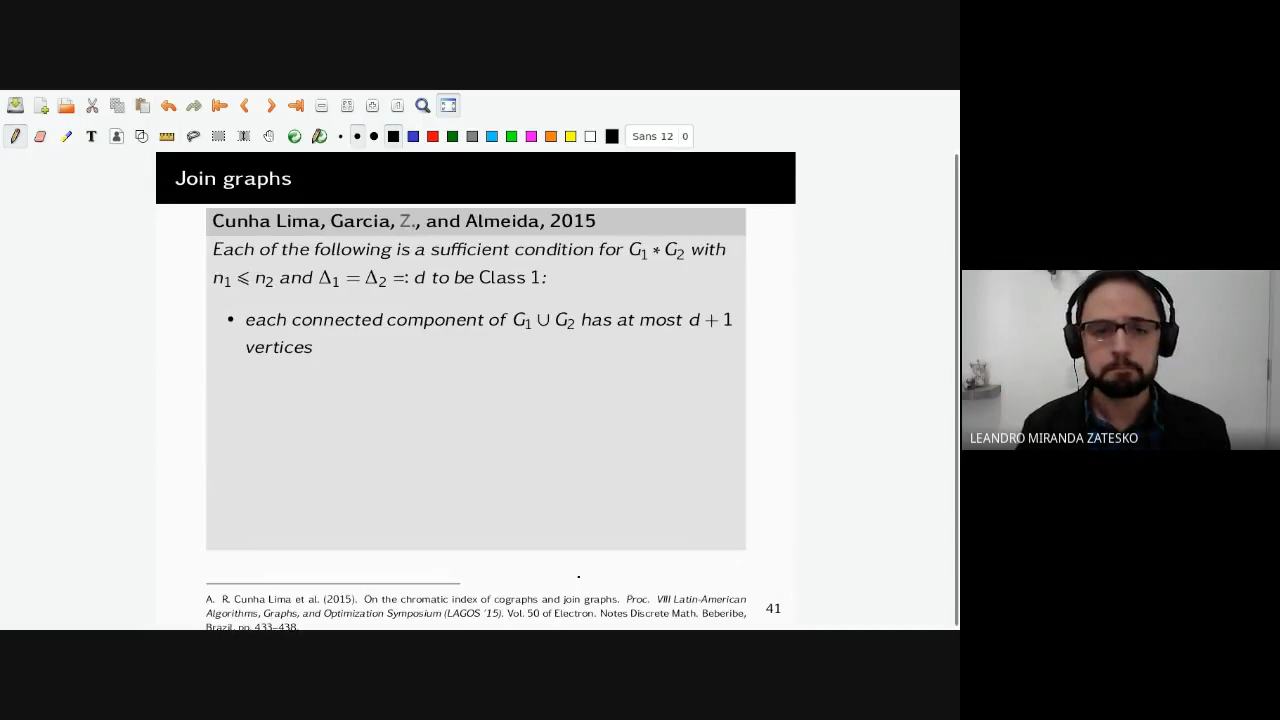 Sans 12 0
Join graphs
Cunha Lima, Garcia, Z., and Almeida, 2015
Each of the following is a sufficient condition for G₁ ∗ G₂ with
n₁ ⩽ n₂ and Δ₁ = Δ₂ =: d to be Class 1:
• each connected component of G₁ ∪ G₂ has at most d + 1
vertices
A. R. Cunha Lima et al. (2015). On the chromatic index of cographs and join graphs. Proc. VIII Latin-American
Algorithms, Graphs, and Optimization Symposium (LAGOS '15). Vol. 50 of Electron. Notes Discrete Math. Beberibe,
Brazil, pp. 433–438.
41
LEANDRO MIRANDA ZATESKO